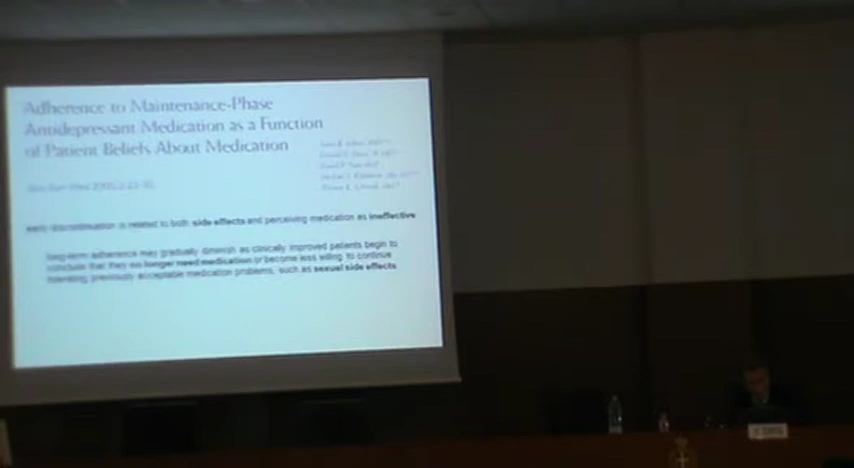 Adherence to Maintenance-Phase
Antidepressant Medication as a Function
of Patient Beliefs About Medication
early discontinuation is related to both side effects and perceiving medication as ineffective
long-term adherence may gradually diminish as clinically improved patients begin to
conclude that they no longer need medication or become less willing to continue
tolerating previously acceptable medication problems, such as sexual side effects